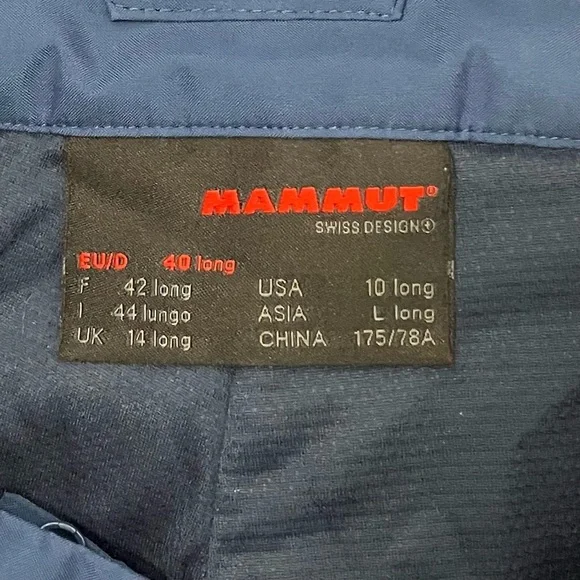 MAMMUT®
SWISS DESIGN
EU/D 40 long
F 42 long USA 10 long
I 44 lungo ASIA L long
UK 14 long CHINA 175/78A